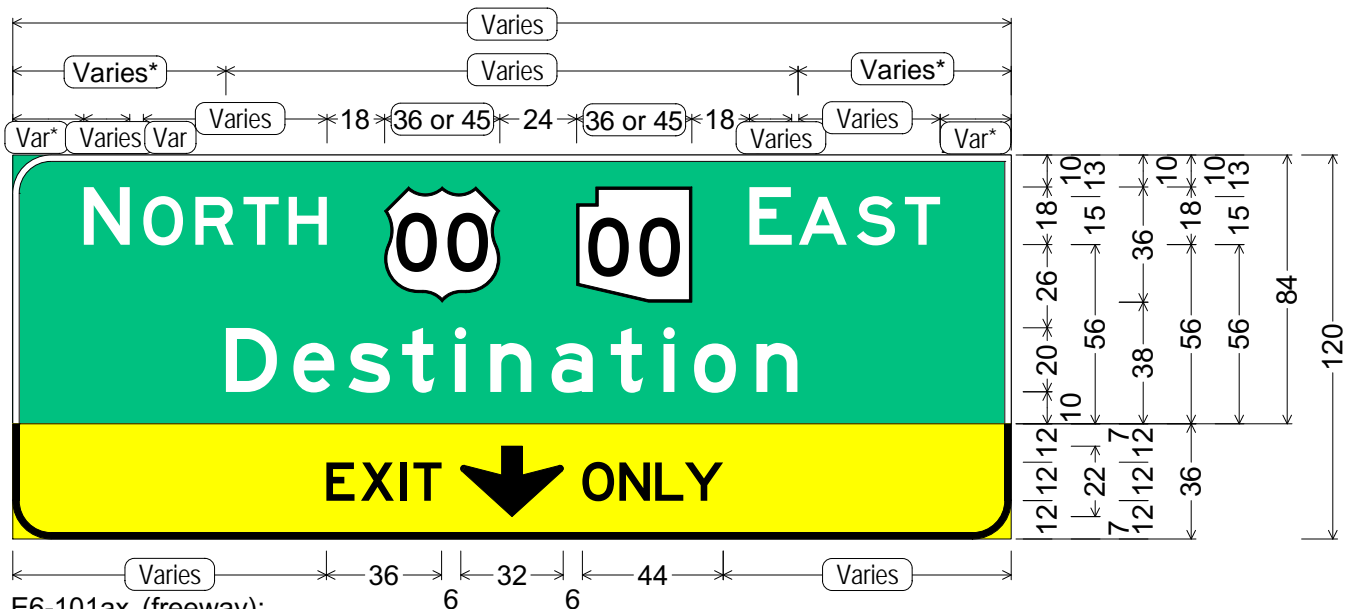 Varies
Varies* Varies Varies*
Var* Varies Var Varies 18 36 or 45 24 36 or 45 18 Varies Varies Var*
NORTH 00 00 EAST
Destination
EXIT ONLY
10 13 10 10 13
18 15 36 18 15
26 56 38 56 56 84 120
20
10
12 7 12
12 22 12 36
12 7 12
Varies 36 32 44 Varies
6 6
E6-101ax (freeway):